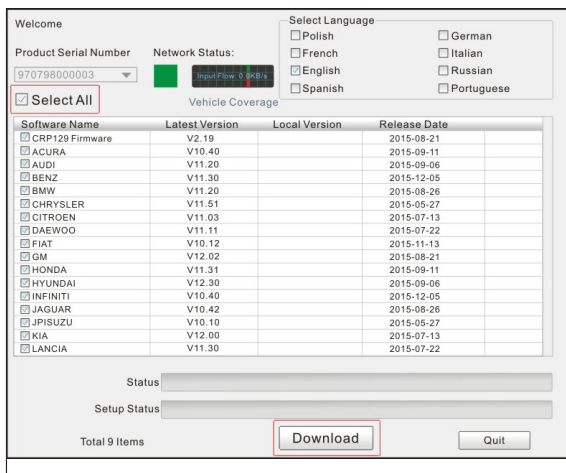 Welcome
Select Language
Polish German
French Italian
English Russian
Spanish Portuguese
Product Serial Number Network Status:
970798000003 Input Flow: 0.0KB/s
Select All
Vehicle Coverage
Software Name Latest Version Local Version Release Date
CRP129 Firmware V2.19 2015-08-21
ACURA V10.40 2015-09-11
AUDI V11.20 2015-09-06
BENZ V11.30 2015-12-05
BMW V11.20 2015-08-26
CHRYSLER V11.51 2015-05-27
CITROEN V11.03 2015-07-13
DAEWOO V11.11 2015-07-22
FIAT V10.12 2015-11-13
GM V12.02 2015-08-21
HONDA V11.31 2015-09-11
HYUNDAI V12.30 2015-09-06
INFINITI V10.40 2015-12-05
JAGUAR V10.42 2015-08-26
JPISUZU V10.10 2015-05-27
KIA V12.00 2015-07-13
LANCIA V11.30 2015-07-22
Status
Setup Status
Total 9 Items Download Quit